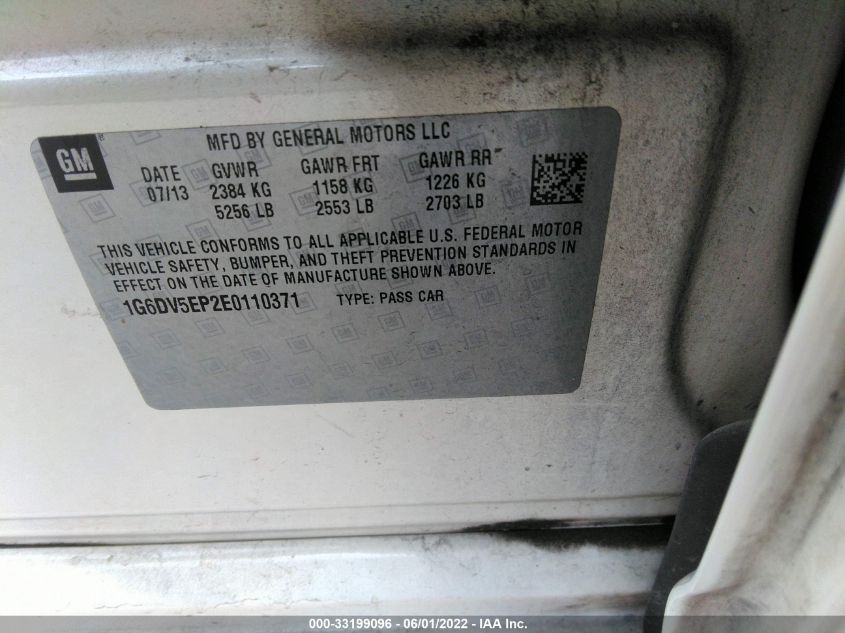 GM
MFD BY GENERAL MOTORS LLC
DATE GVWR GAWR FRT GAWR RR
07/13 2384 KG 1158 KG 1226 KG
5256 LB 2553 LB 2703 LB
THIS VEHICLE CONFORMS TO ALL APPLICABLE U.S. FEDERAL MOTOR
VEHICLE SAFETY, BUMPER, AND THEFT PREVENTION STANDARDS IN
EFFECT ON THE DATE OF MANUFACTURE SHOWN ABOVE.
1G6DV5EP2E0110371 TYPE: PASS CAR
000-33199096 - 06/01/2022 - IAA Inc.